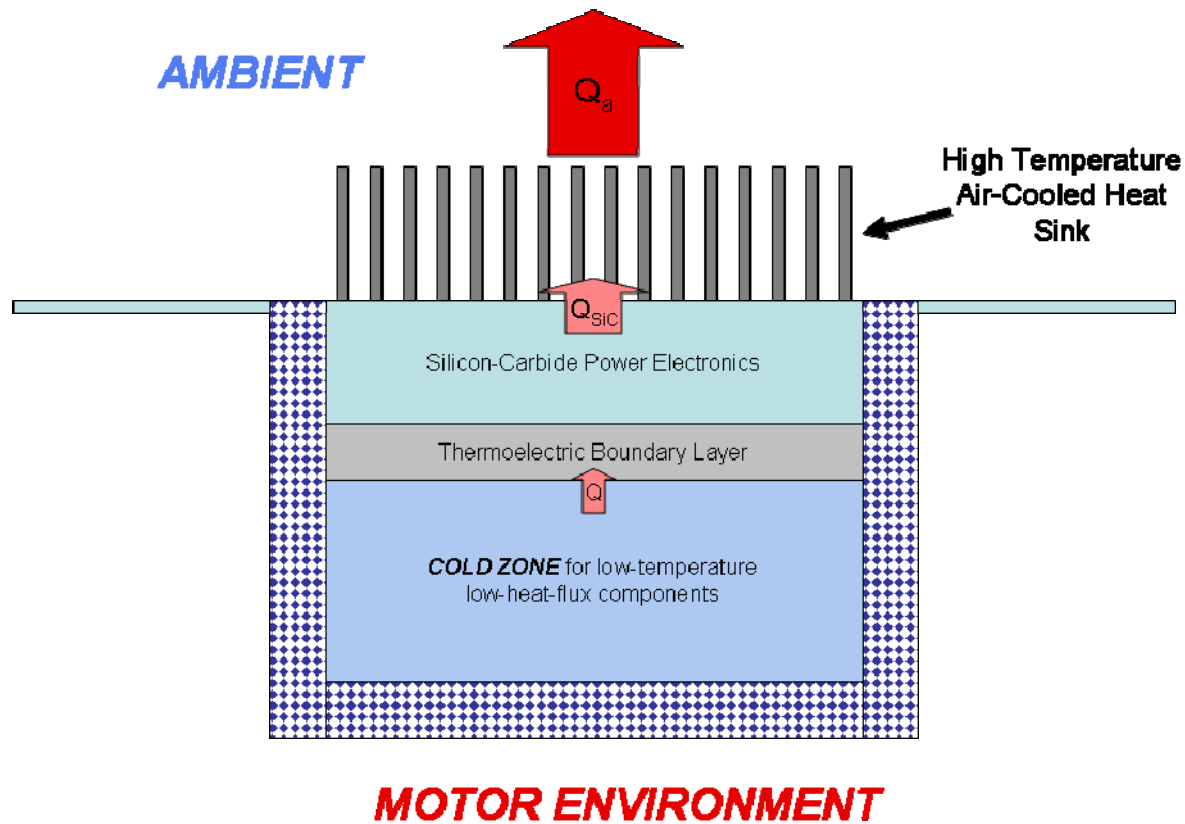 AMBIENT
Qa
High Temperature
Air-Cooled Heat
Sink
QSiC
Silicon-Carbide Power Electronics
Thermoelectric Boundary Layer
Q
COLD ZONE for low-temperature
low-heat-flux components
MOTOR ENVIRONMENT